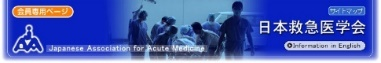 会員専用ページ
サイトマップ
日本救急医学会
Japanese Association for Acute Medicine
Information in English